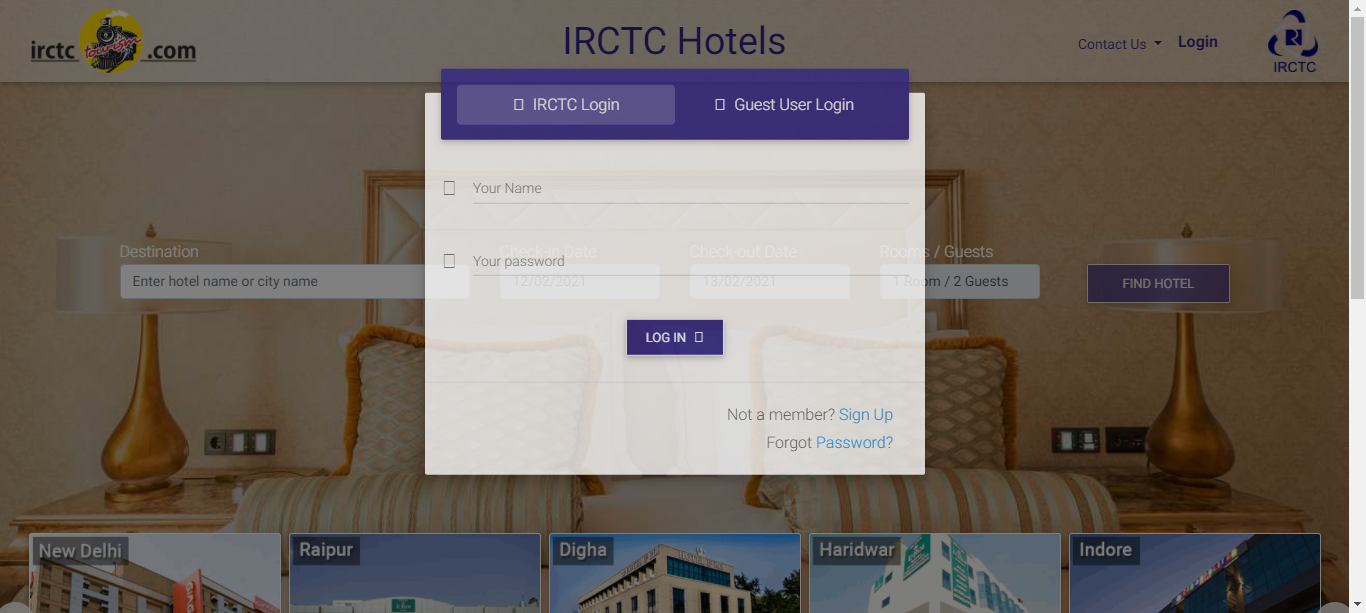 irctc tourism .com
IRCTC Hotels
Contact Us
Login
IRCTC
IRCTC Login
Guest User Login
Your Name
Destination
Check-in Date
Check-out Date
Rooms / Guests
Your password
Enter hotel name or city name
12/02/2021
13/02/2021
1 Room / 2 Guests
FIND HOTEL
LOG IN
Not a member? Sign Up
Forgot Password?
New Delhi
Raipur
Digha
Haridwar
Indore